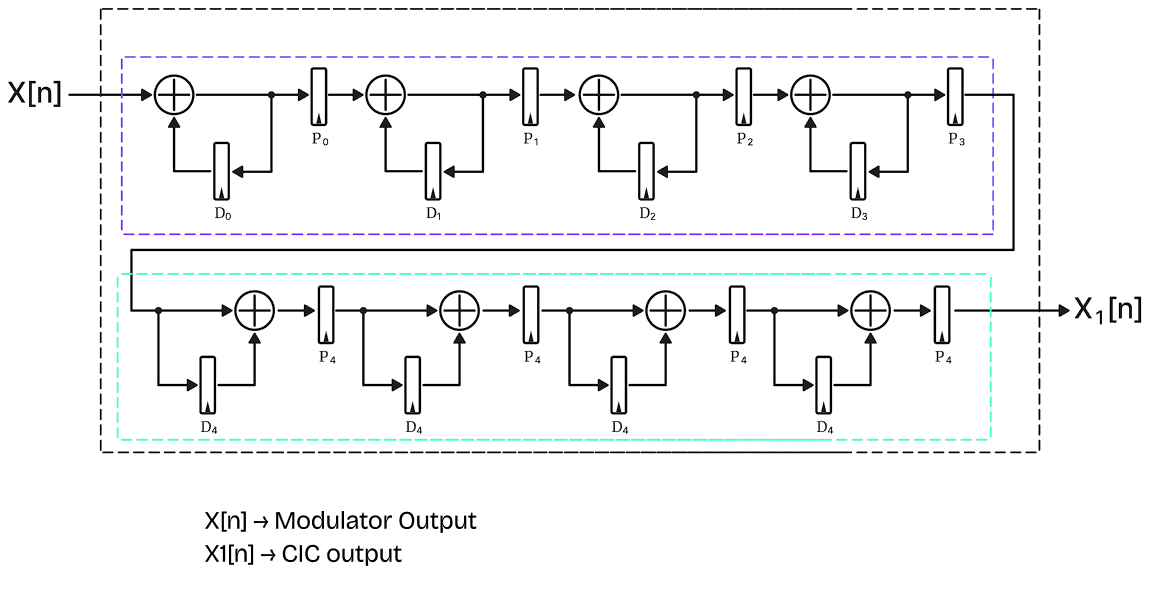 X[n]
P₀
P₁
P₂
P₃
D₀
D₁
D₂
D₃
X₁[n]
P₄
P₄
P₄
P₄
D₄
D₄
D₄
D₄
X[n] → Modulator Output
X1[n] → CIC output